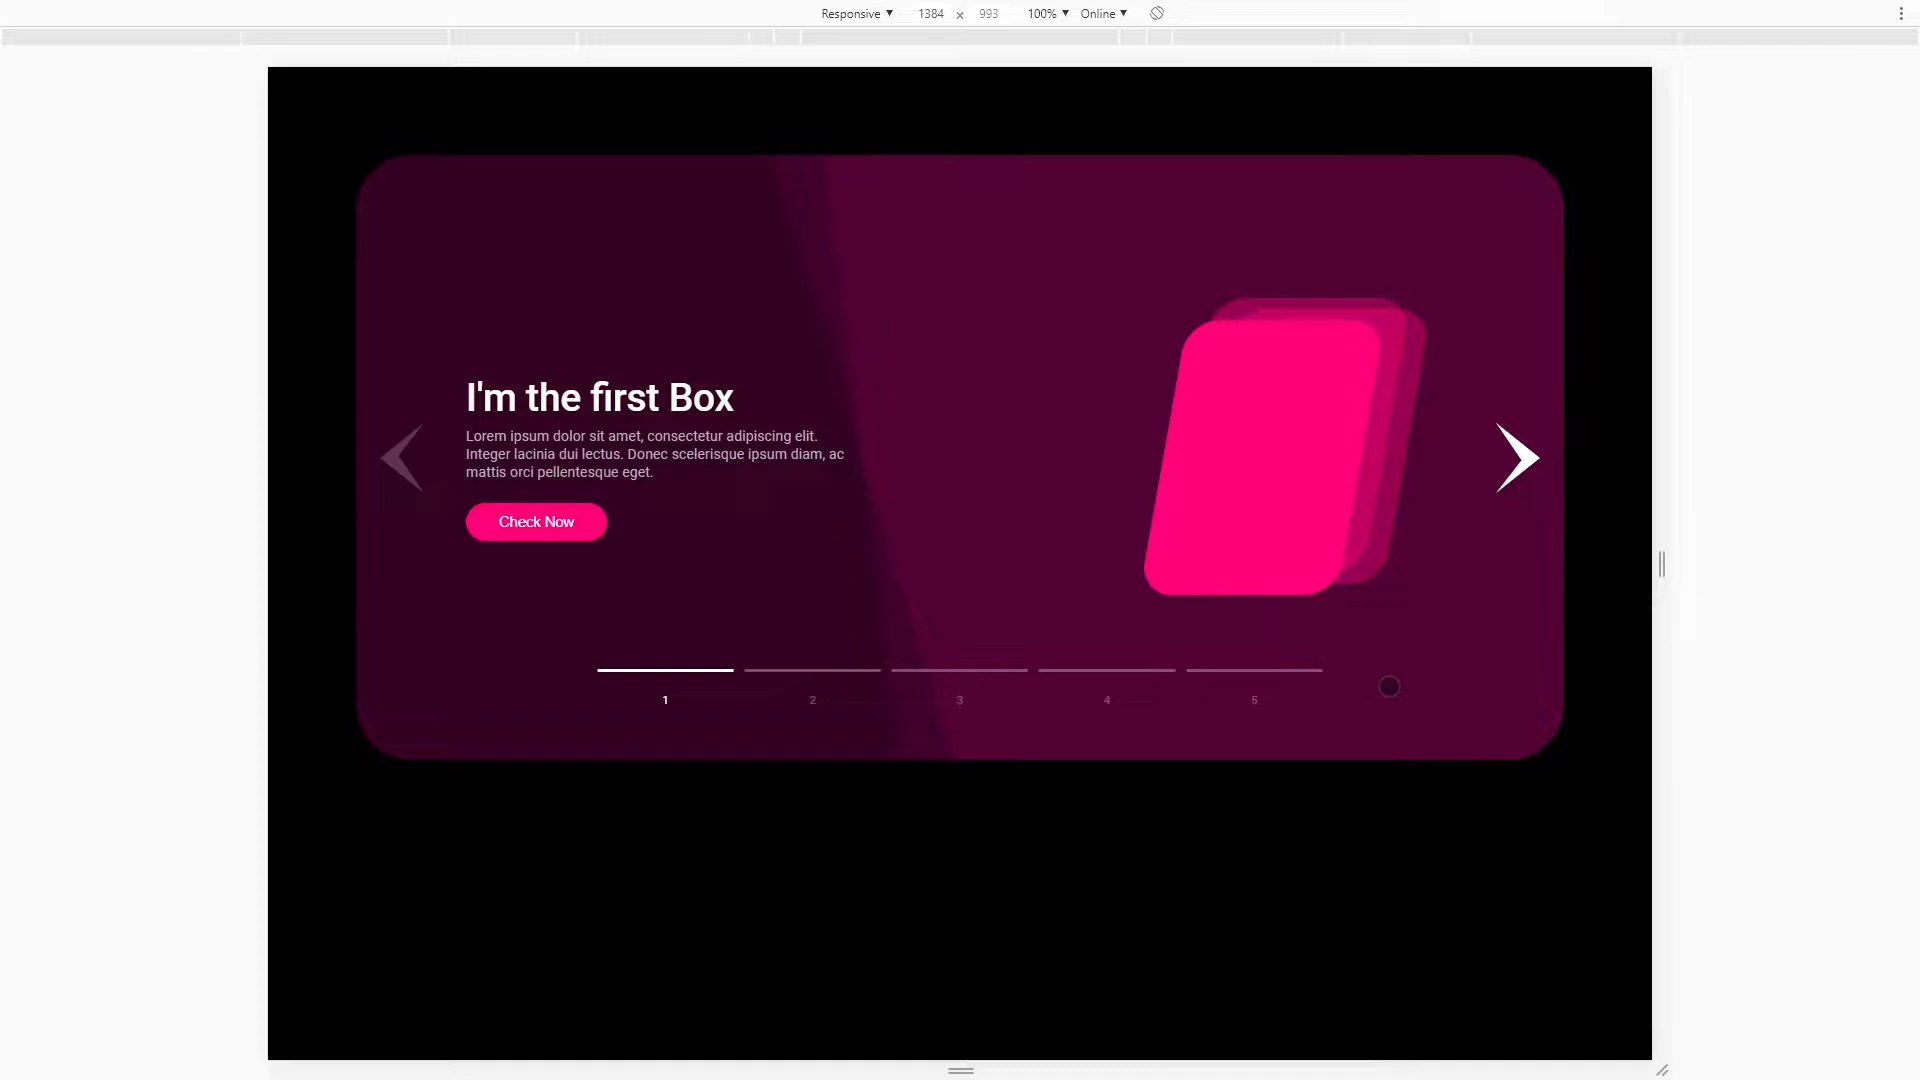 Responsive ▼ 1384 × 993 100% ▼ Online ▼
I'm the first Box
Lorem ipsum dolor sit amet, consectetur adipiscing elit.
Integer lacinia dui lectus. Donec scelerisque ipsum diam, ac
mattis orci pellentesque eget.
Check Now
1 2 3 4 5